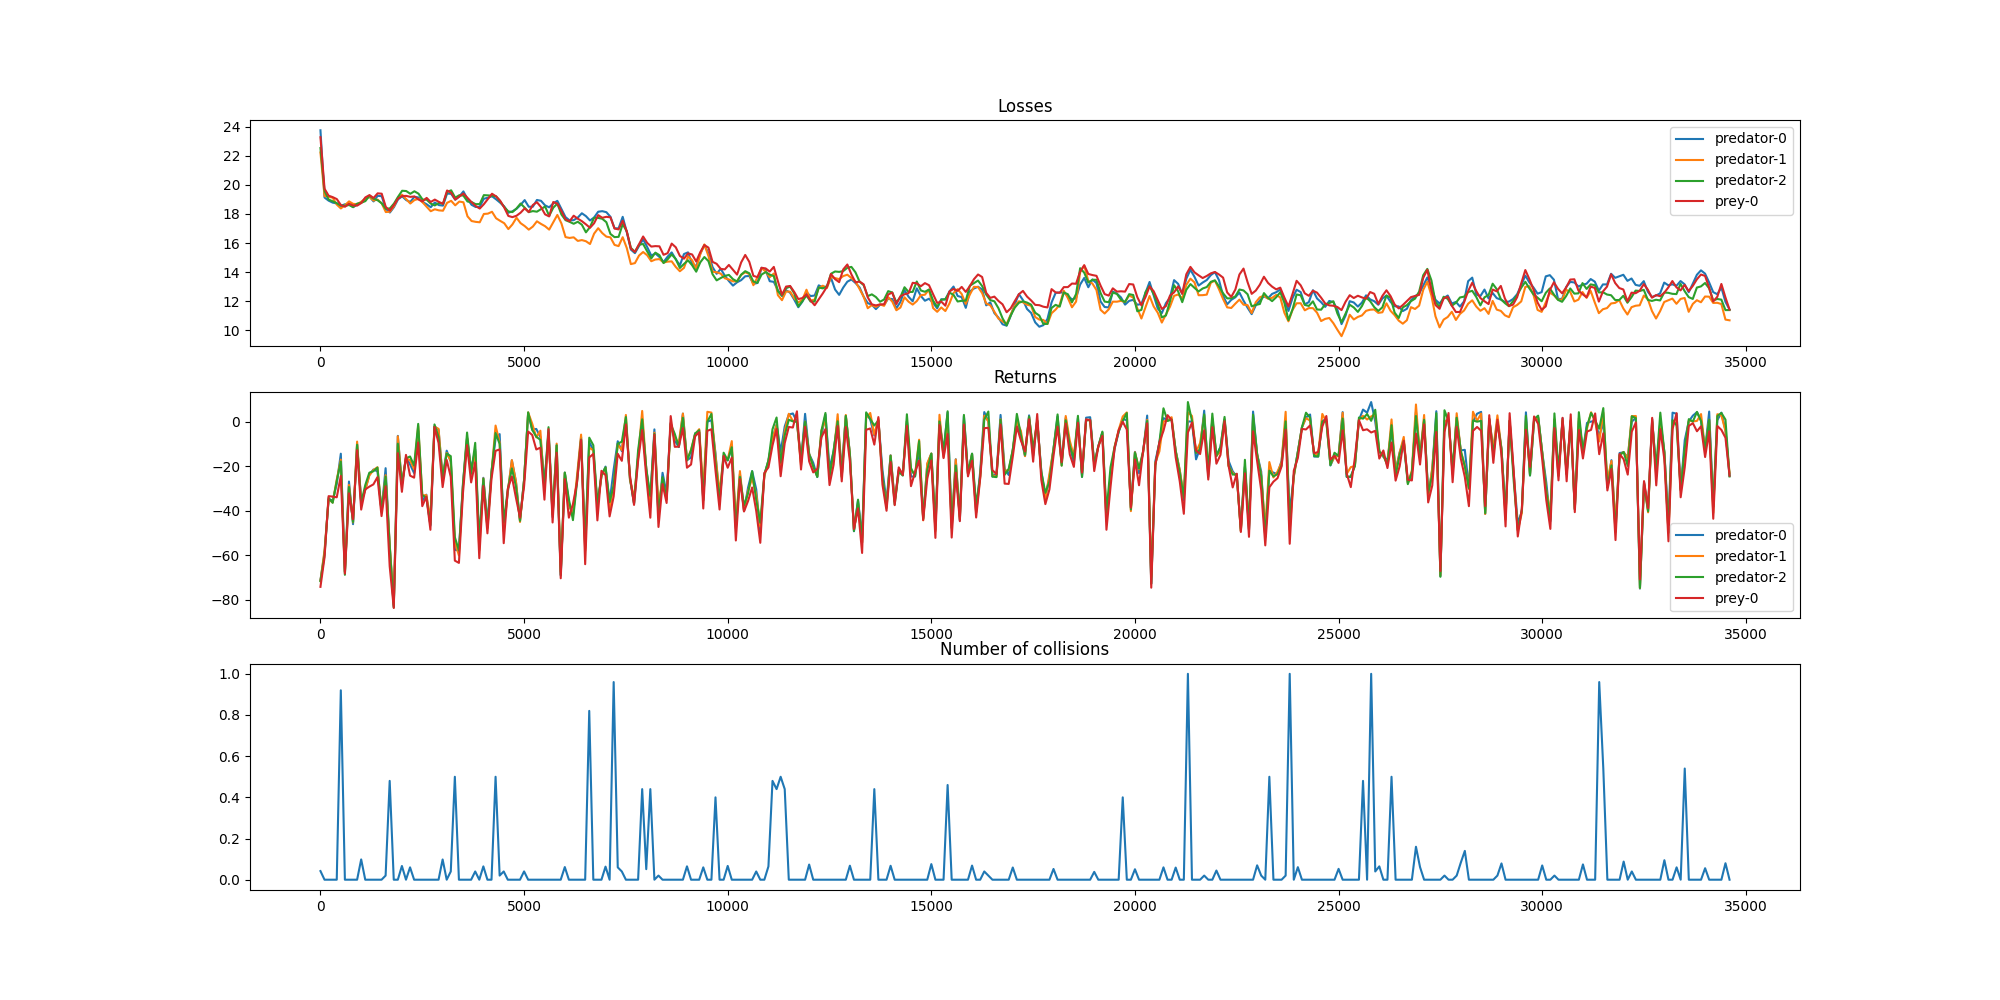 Losses
24
22
20
18
16
14
12
10
predator-0
predator-1
predator-2
prey-0
0 5000 10000 15000 20000 25000 30000 35000
Returns
0
−20
−40
−60
−80
predator-0
predator-1
predator-2
prey-0
0 5000 10000 15000 20000 25000 30000 35000
Number of collisions
1.0
0.8
0.6
0.4
0.2
0.0
0 5000 10000 15000 20000 25000 30000 35000